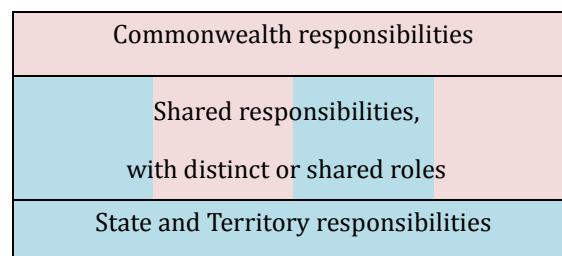 Commonwealth responsibilities
Shared responsibilities,
with distinct or shared roles
State and Territory responsibilities